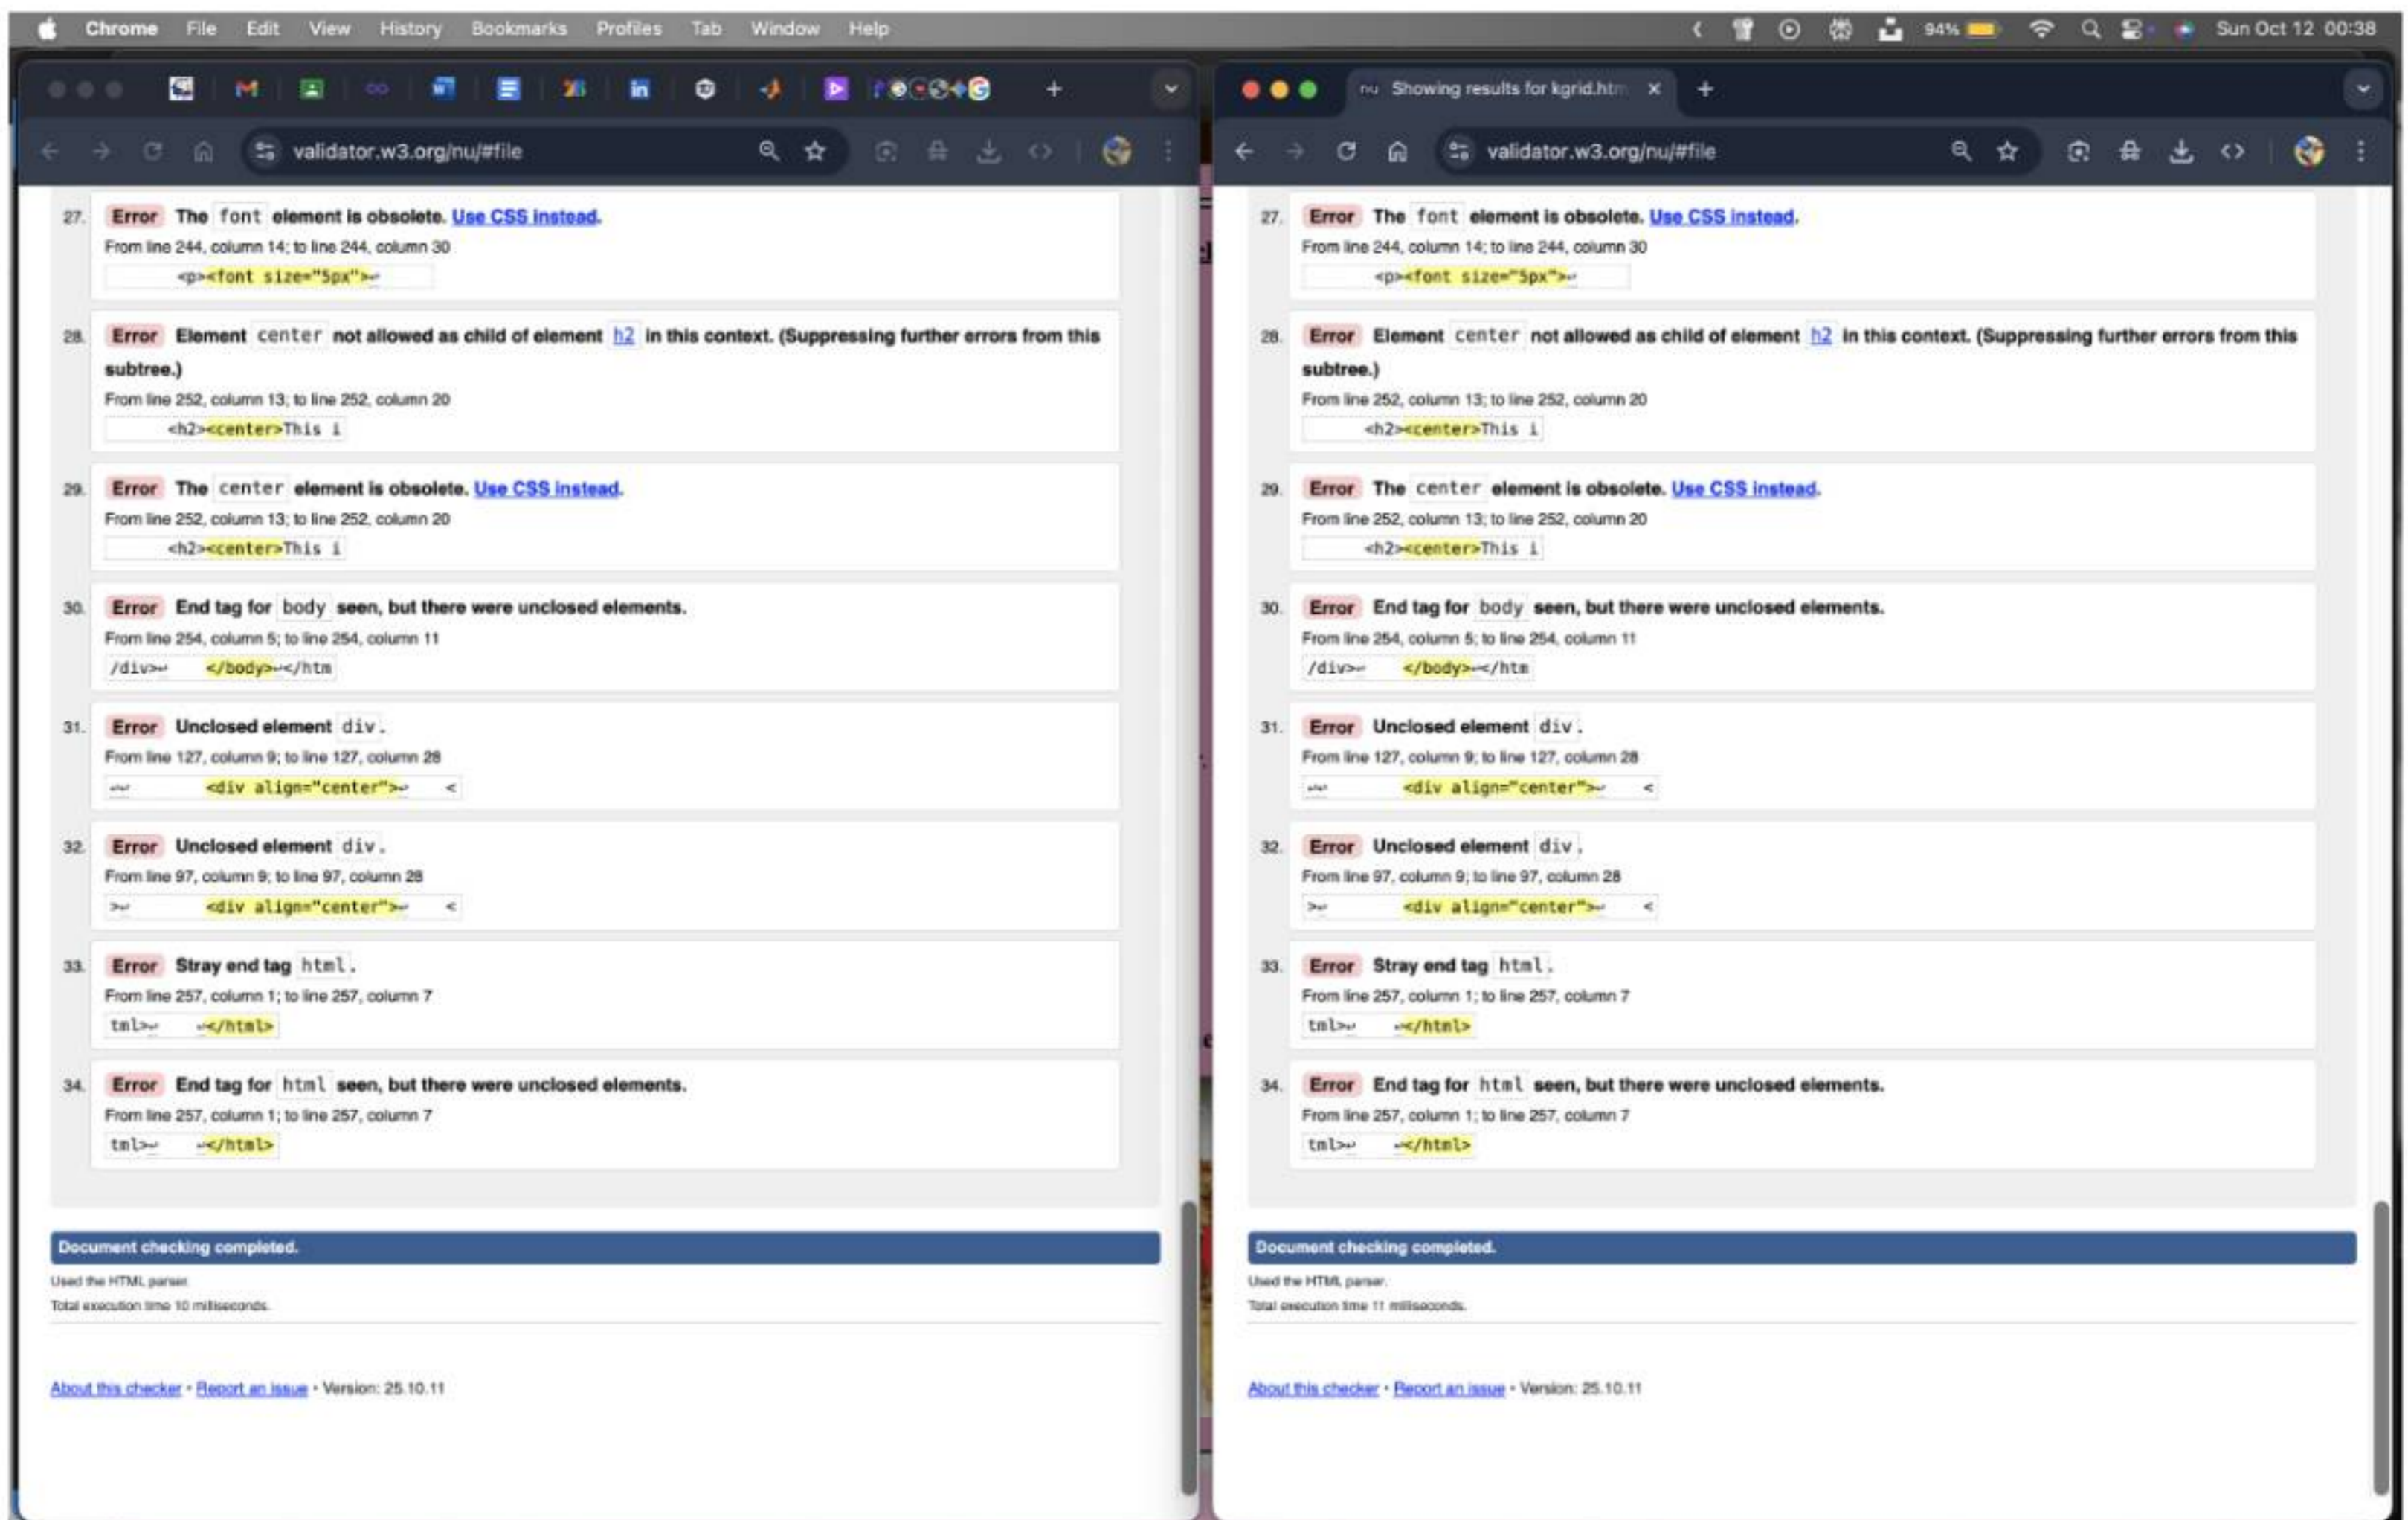 Chrome File Edit View History Bookmarks Profiles Tab Window Help
94% Sun Oct 12 00:38
validator.w3.org/nu/#file
27. Error The font element is obsolete. Use CSS instead.
From line 244, column 14; to line 244, column 30
<p><font size="5px">↩
28. Error Element center not allowed as child of element h2 in this context. (Suppressing further errors from this
subtree.)
From line 252, column 13; to line 252, column 20
<h2><center>This i
29. Error The center element is obsolete. Use CSS instead.
From line 252, column 13; to line 252, column 20
<h2><center>This i
30. Error End tag for body seen, but there were unclosed elements.
From line 254, column 5; to line 254, column 11
/div>↩ </body>↩</htm
31. Error Unclosed element div.
From line 127, column 9; to line 127, column 28
↩↩ <div align="center">↩ <
32. Error Unclosed element div.
From line 97, column 9; to line 97, column 28
>↩ <div align="center">↩ <
33. Error Stray end tag html.
From line 257, column 1; to line 257, column 7
tml>↩ ↩</html>
34. Error End tag for html seen, but there were unclosed elements.
From line 257, column 1; to line 257, column 7
tml>↩ ↩</html>
Document checking completed.
Used the HTML parser.
Total execution time 10 milliseconds.
About this checker • Report an issue • Version: 25.10.11
nu Showing results for kgrid.htm
validator.w3.org/nu/#file
27. Error The font element is obsolete. Use CSS instead.
From line 244, column 14; to line 244, column 30
<p><font size="5px">↩
28. Error Element center not allowed as child of element h2 in this context. (Suppressing further errors from this
subtree.)
From line 252, column 13; to line 252, column 20
<h2><center>This i
29. Error The center element is obsolete. Use CSS instead.
From line 252, column 13; to line 252, column 20
<h2><center>This i
30. Error End tag for body seen, but there were unclosed elements.
From line 254, column 5; to line 254, column 11
/div>↩ </body>↩</htm
31. Error Unclosed element div.
From line 127, column 9; to line 127, column 28
↩↩ <div align="center">↩ <
32. Error Unclosed element div.
From line 97, column 9; to line 97, column 28
>↩ <div align="center">↩ <
33. Error Stray end tag html.
From line 257, column 1; to line 257, column 7
tml>↩ ↩</html>
34. Error End tag for html seen, but there were unclosed elements.
From line 257, column 1; to line 257, column 7
tml>↩ ↩</html>
Document checking completed.
Used the HTML parser.
Total execution time 11 milliseconds.
About this checker • Report an issue • Version: 25.10.11